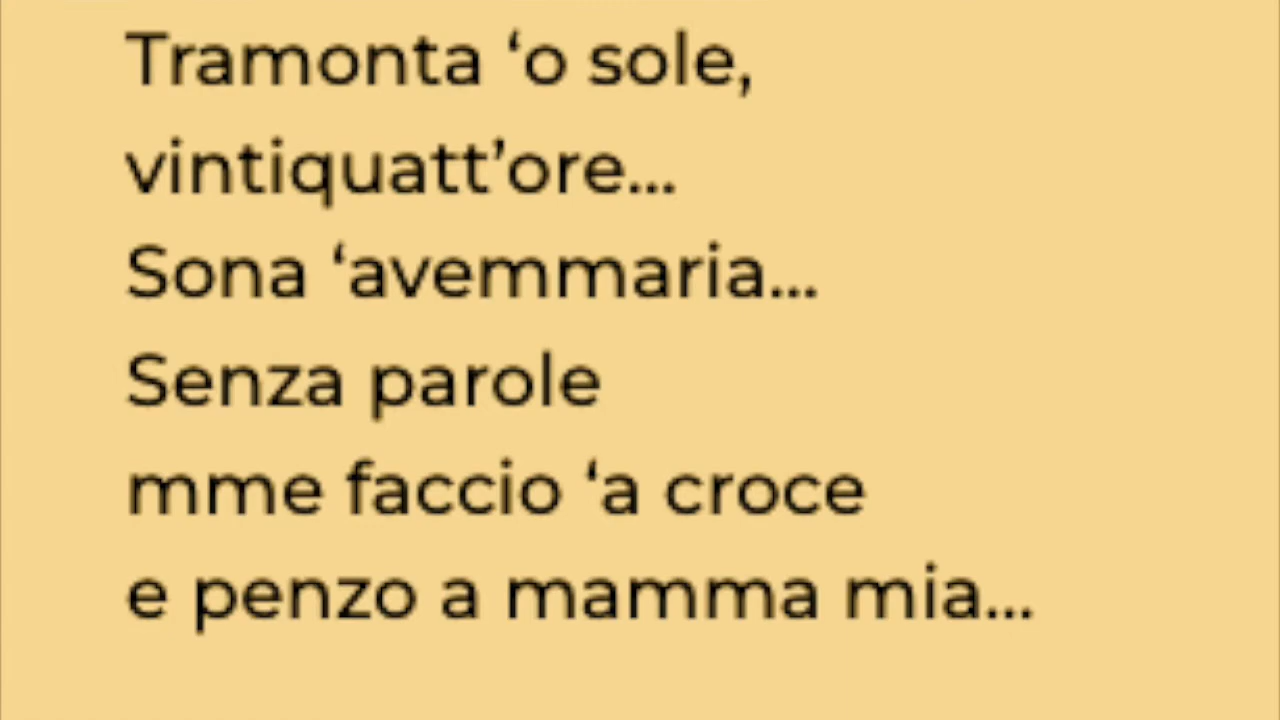 Tramonta ‘o sole,
vintiquatt’ore...
Sona ‘avemmaria...
Senza parole
mme faccio ‘a croce
e penzo a mamma mia...